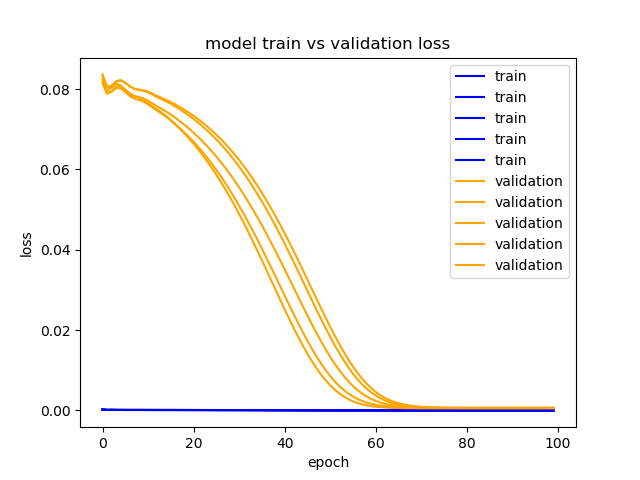 model train vs validation loss
train
train
train
train
train
validation
validation
validation
validation
validation
loss
0.08
0.06
0.04
0.02
0.00
0 20 40 60 80 100
epoch